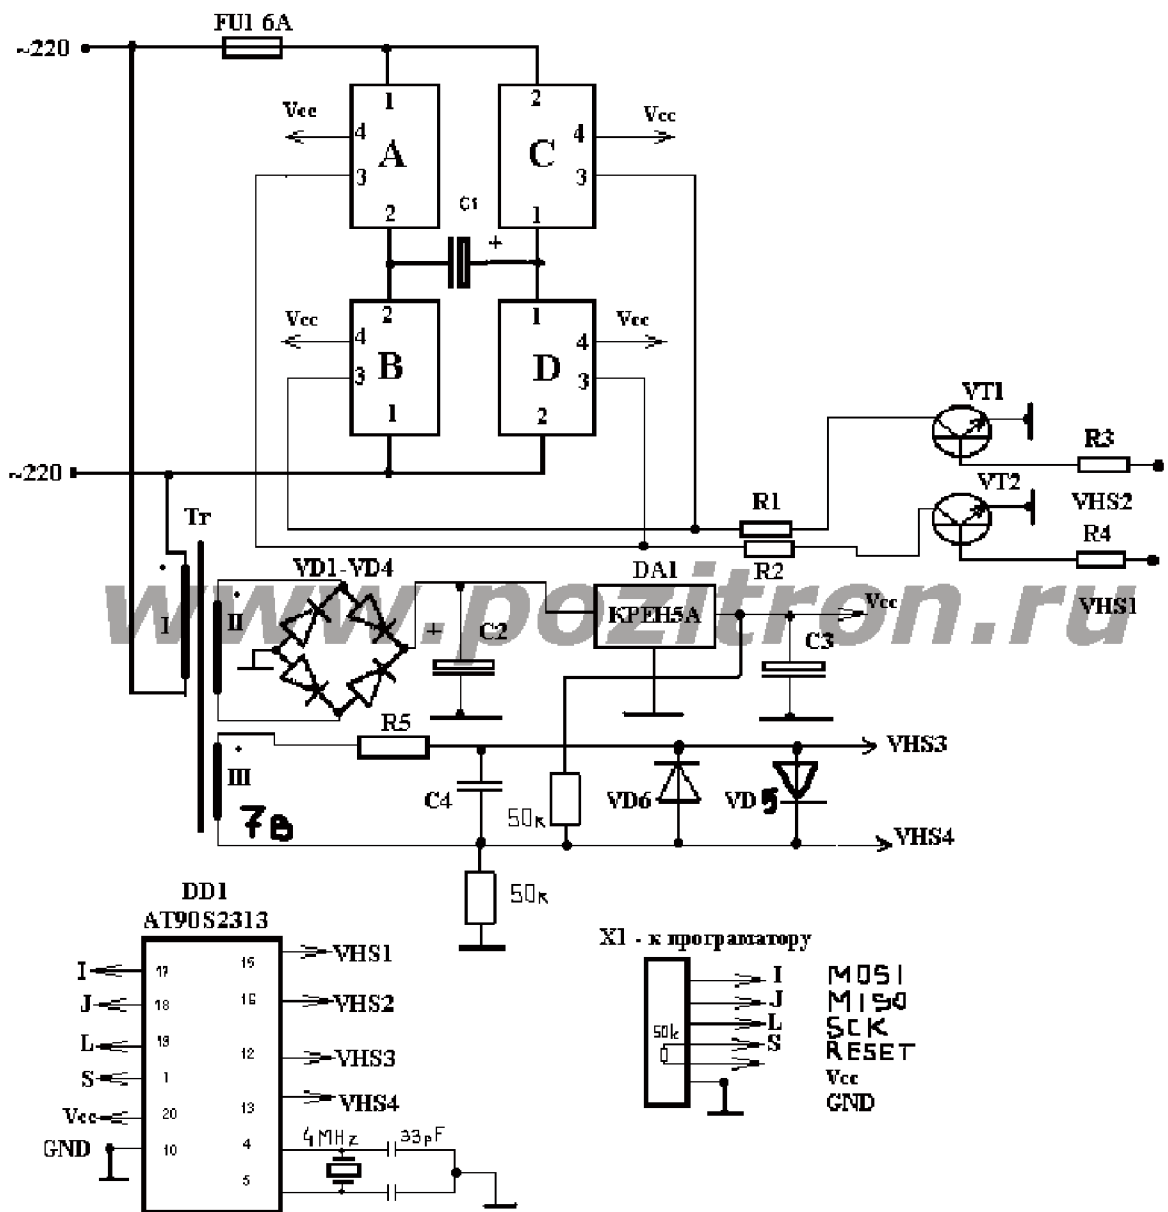 FU1 6A
~220
1
2
Vcc
4
A
3
2
C
4
Vcc
3
1
C1
+
Vcc
2
4
B
3
1
1
D
2
4
3
Vcc
~220
VT1
R3
VHS2
VT2
R4
VHS1
R1
R2
Tr
I
II
VD1-VD4
+
C2
DA1
КРЕН5А
Vcc
C3
www.pozitron.ru
III
7В
R5
C4
50к
VD6
VD5
VHS3
VHS4
50к
DD1
AT90S2313
I 17
J 18
L 19
S 1
Vcc 20
GND 10
15 VHS1
16 VHS2
12 VHS3
13 VHS4
4
5
4MHz
33pF
X1 - к програматору
50k
I MOSI
J MISO
L SCK
S RESET
Vcc
GND